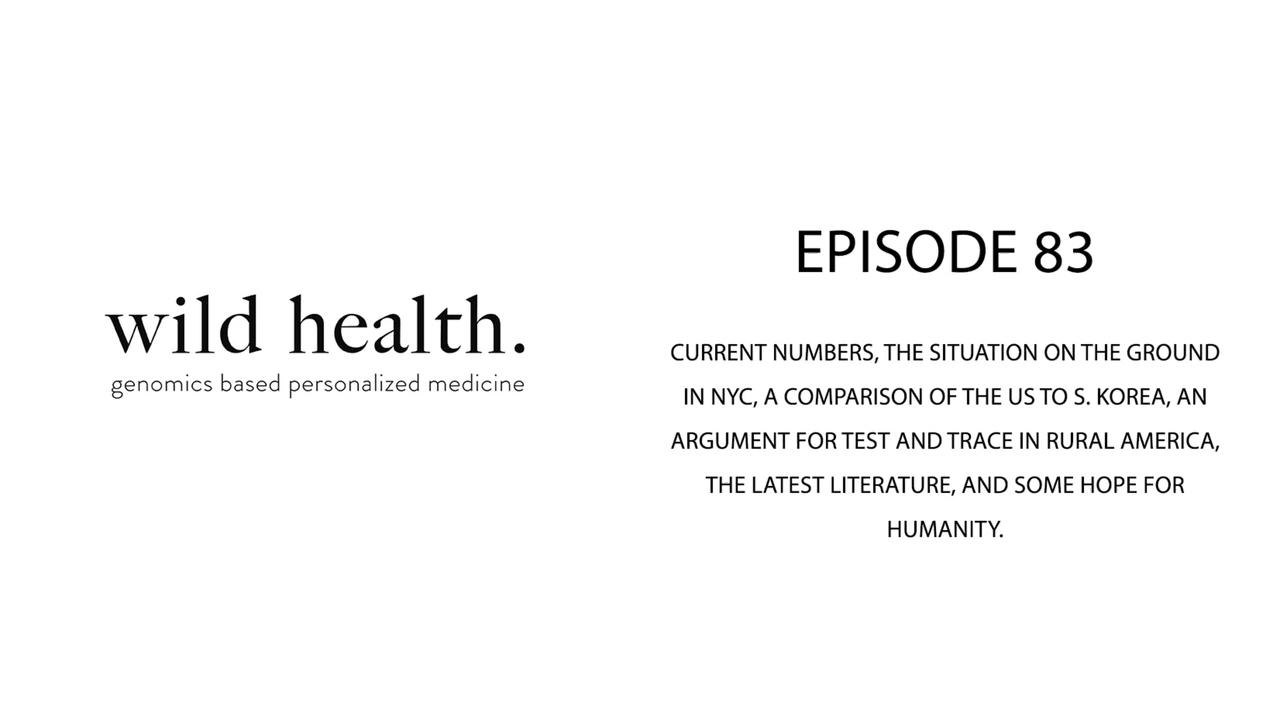 wild health.
genomics based personalized medicine
EPISODE 83
CURRENT NUMBERS, THE SITUATION ON THE GROUND
IN NYC, A COMPARISON OF THE US TO S. KOREA, AN
ARGUMENT FOR TEST AND TRACE IN RURAL AMERICA,
THE LATEST LITERATURE, AND SOME HOPE FOR
HUMANITY.